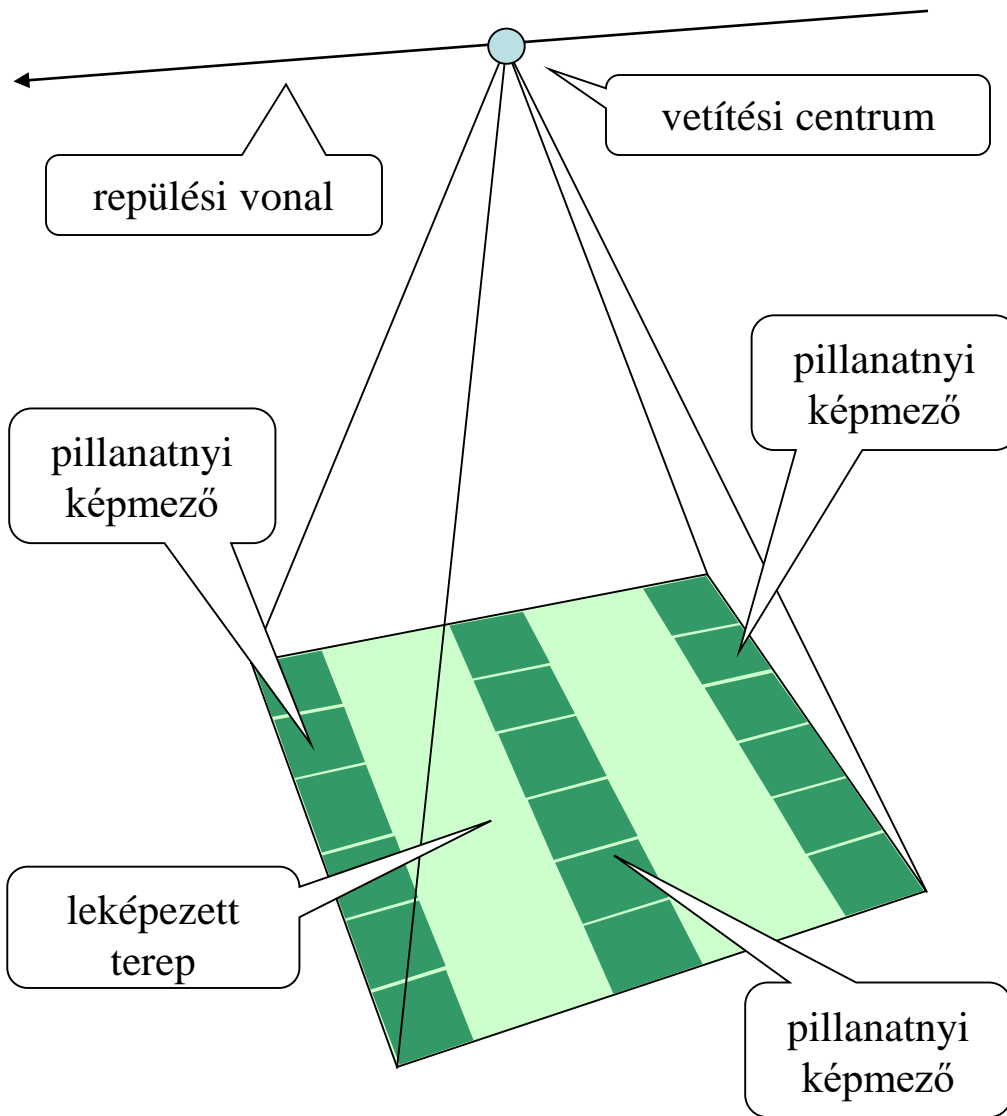 vetítési centrum
repülési vonal
pillanatnyi
képmező
pillanatnyi
képmező
leképezett
terep
pillanatnyi
képmező